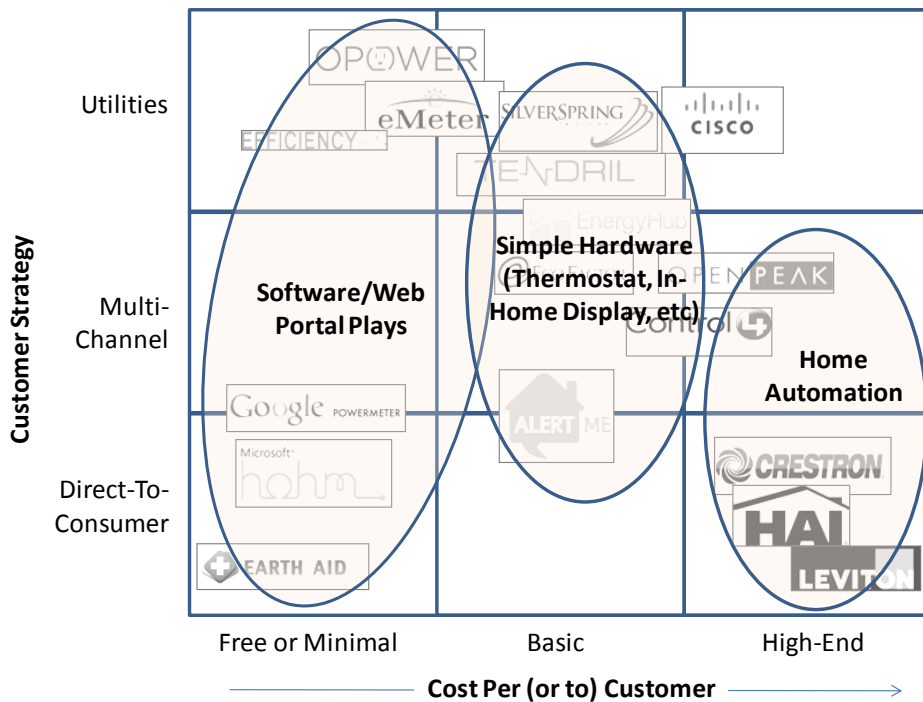 OPOWER
Utilities
eMeter
SILVERSPRING
CISCO
EFFICIENCY
TENDRIL
EnergyHub
Customer Strategy
Multi-
Channel
Software/Web
Portal Plays
Simple Hardware
(Thermostat, In-
Home Display, etc)
OPENPEAK
Control4
Home
Automation
Google POWERMETER
ALERT ME
Direct-To-
Consumer
Microsoft
hohm
CRESTRON
HAI
EARTH AID
LEVITON
Free or Minimal
Basic
High-End
Cost Per (or to) Customer